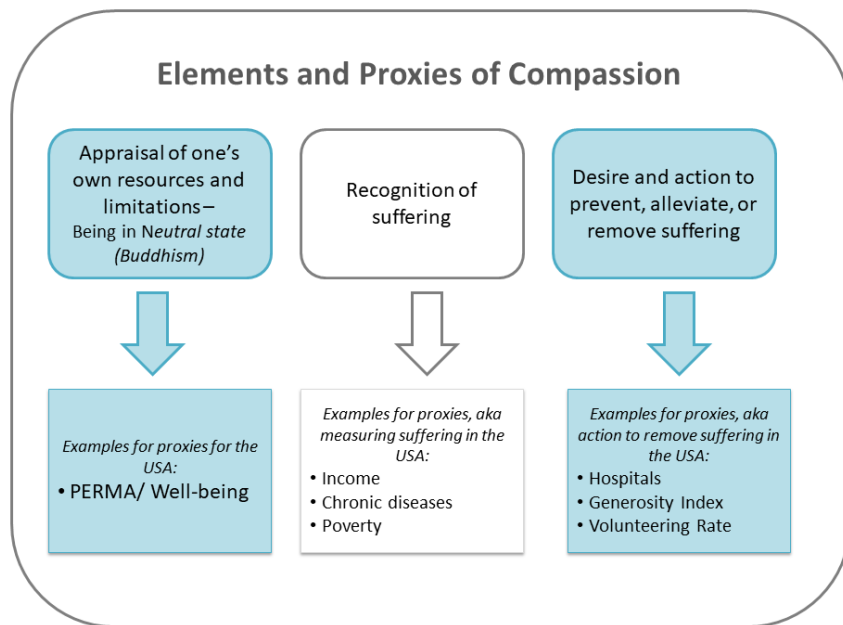 Elements and Proxies of Compassion
Appraisal of one's
own resources and
limitations –
Being in Neutral state
(Buddhism)
Recognition of
suffering
Desire and action to
prevent, alleviate, or
remove suffering
Examples for proxies for the
USA:
• PERMA/ Well-being
Examples for proxies, aka
measuring suffering in the
USA:
• Income
• Chronic diseases
• Poverty
Examples for proxies, aka
action to remove suffering in
the USA:
• Hospitals
• Generosity Index
• Volunteering Rate